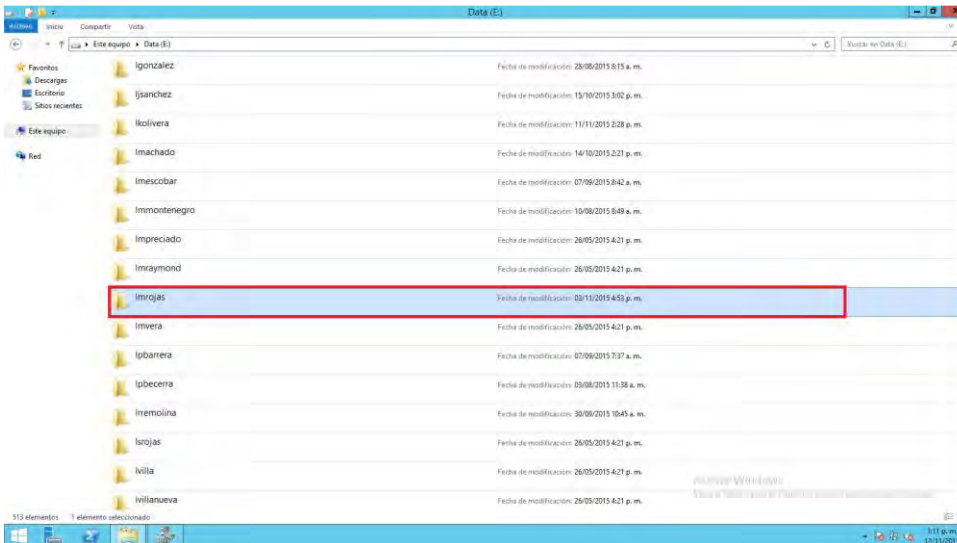 Data (E:)
Archivo Inicio Compartir Vista
Este equipo Data (E:)
Buscar en Data (E:)
Favoritos
Descargas
Escritorio
Sitios recientes
Este equipo
Red
lgonzalez Fecha de modificación: 28/08/2015 8:15 a. m.
ljsanchez Fecha de modificación: 15/10/2015 3:02 p. m.
lkolivera Fecha de modificación: 11/11/2015 2:28 p. m.
lmachado Fecha de modificación: 14/10/2015 2:21 p. m.
lmescobar Fecha de modificación: 07/09/2015 8:42 a. m.
lmmontenegro Fecha de modificación: 10/08/2015 8:49 a. m.
lmpreciado Fecha de modificación: 26/05/2015 4:21 p. m.
lmraymond Fecha de modificación: 26/05/2015 4:21 p. m.
lmrojas Fecha de modificación: 03/11/2015 4:53 p. m.
lmvera Fecha de modificación: 26/05/2015 4:21 p. m.
lpbarrera Fecha de modificación: 07/09/2015 7:37 a. m.
lpbecerra Fecha de modificación: 03/08/2015 11:38 a. m.
lrremolina Fecha de modificación: 30/09/2015 10:45 a. m.
lsrojas Fecha de modificación: 26/05/2015 4:21 p. m.
lvilla Fecha de modificación: 26/05/2015 4:21 p. m.
lvillanueva Fecha de modificación: 26/05/2015 4:21 p. m.
Activar Windows
513 elementos 1 elemento seleccionado